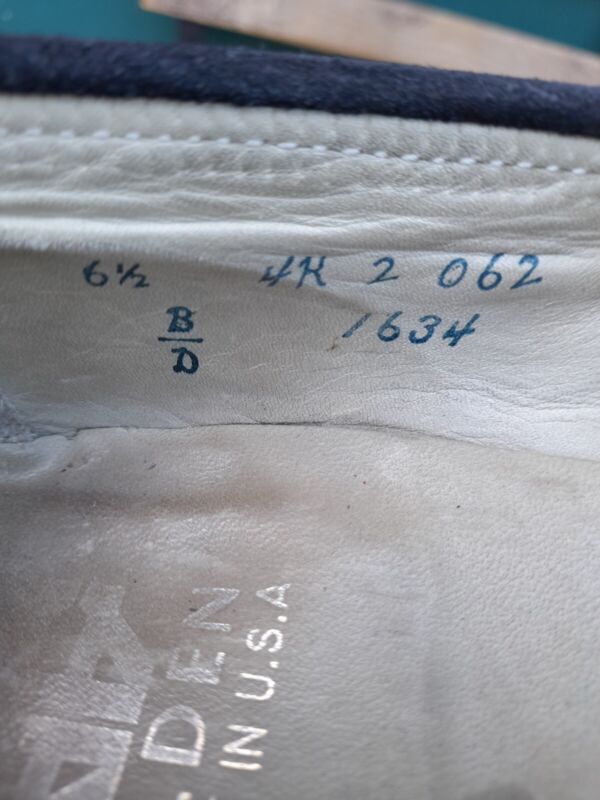 6½ 4K 2 062
B/D 1634
DEN
IN U.S.A